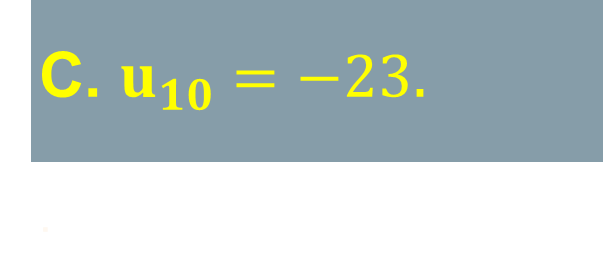 C. u₁₀ = −23.